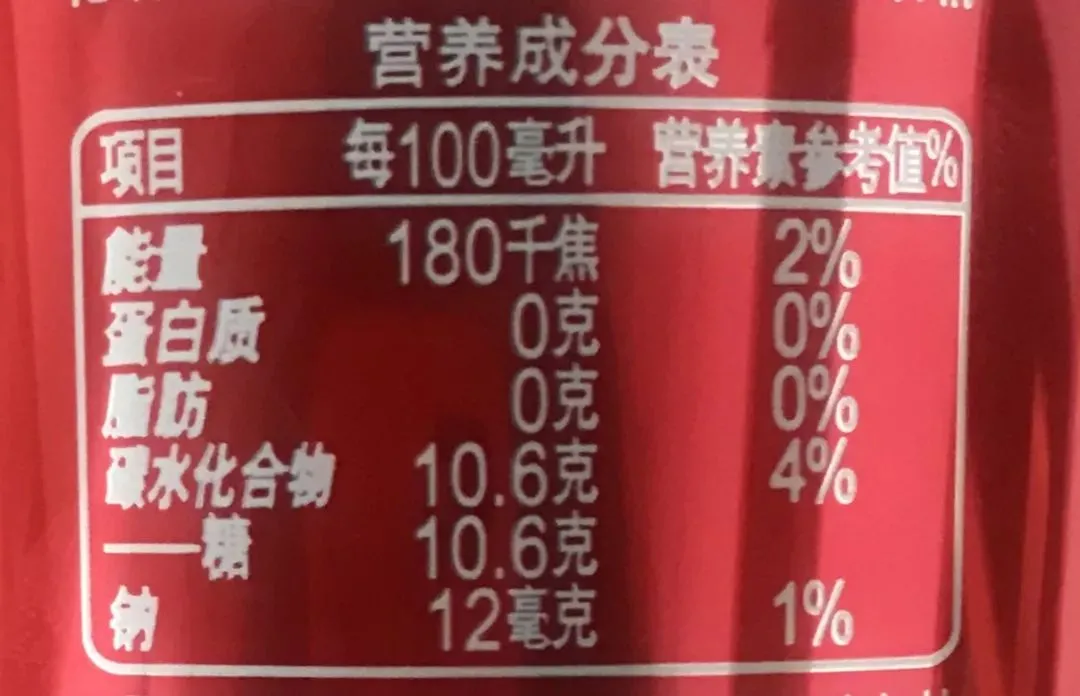 营养成分表
项目 每100毫升 营养素参考值%
能量 180千焦 2%
蛋白质 0克 0%
脂肪 0克 0%
碳水化合物 10.6克 4%
——糖 10.6克
钠 12毫克 1%